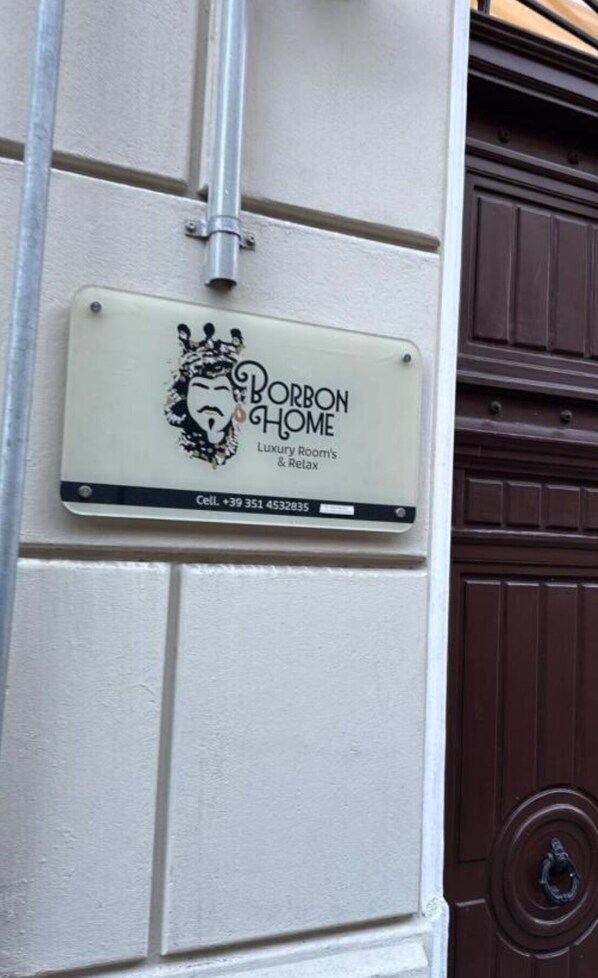 BORBON
HOME
Luxury Room's
& Relax
Cell. +39 351 4532835